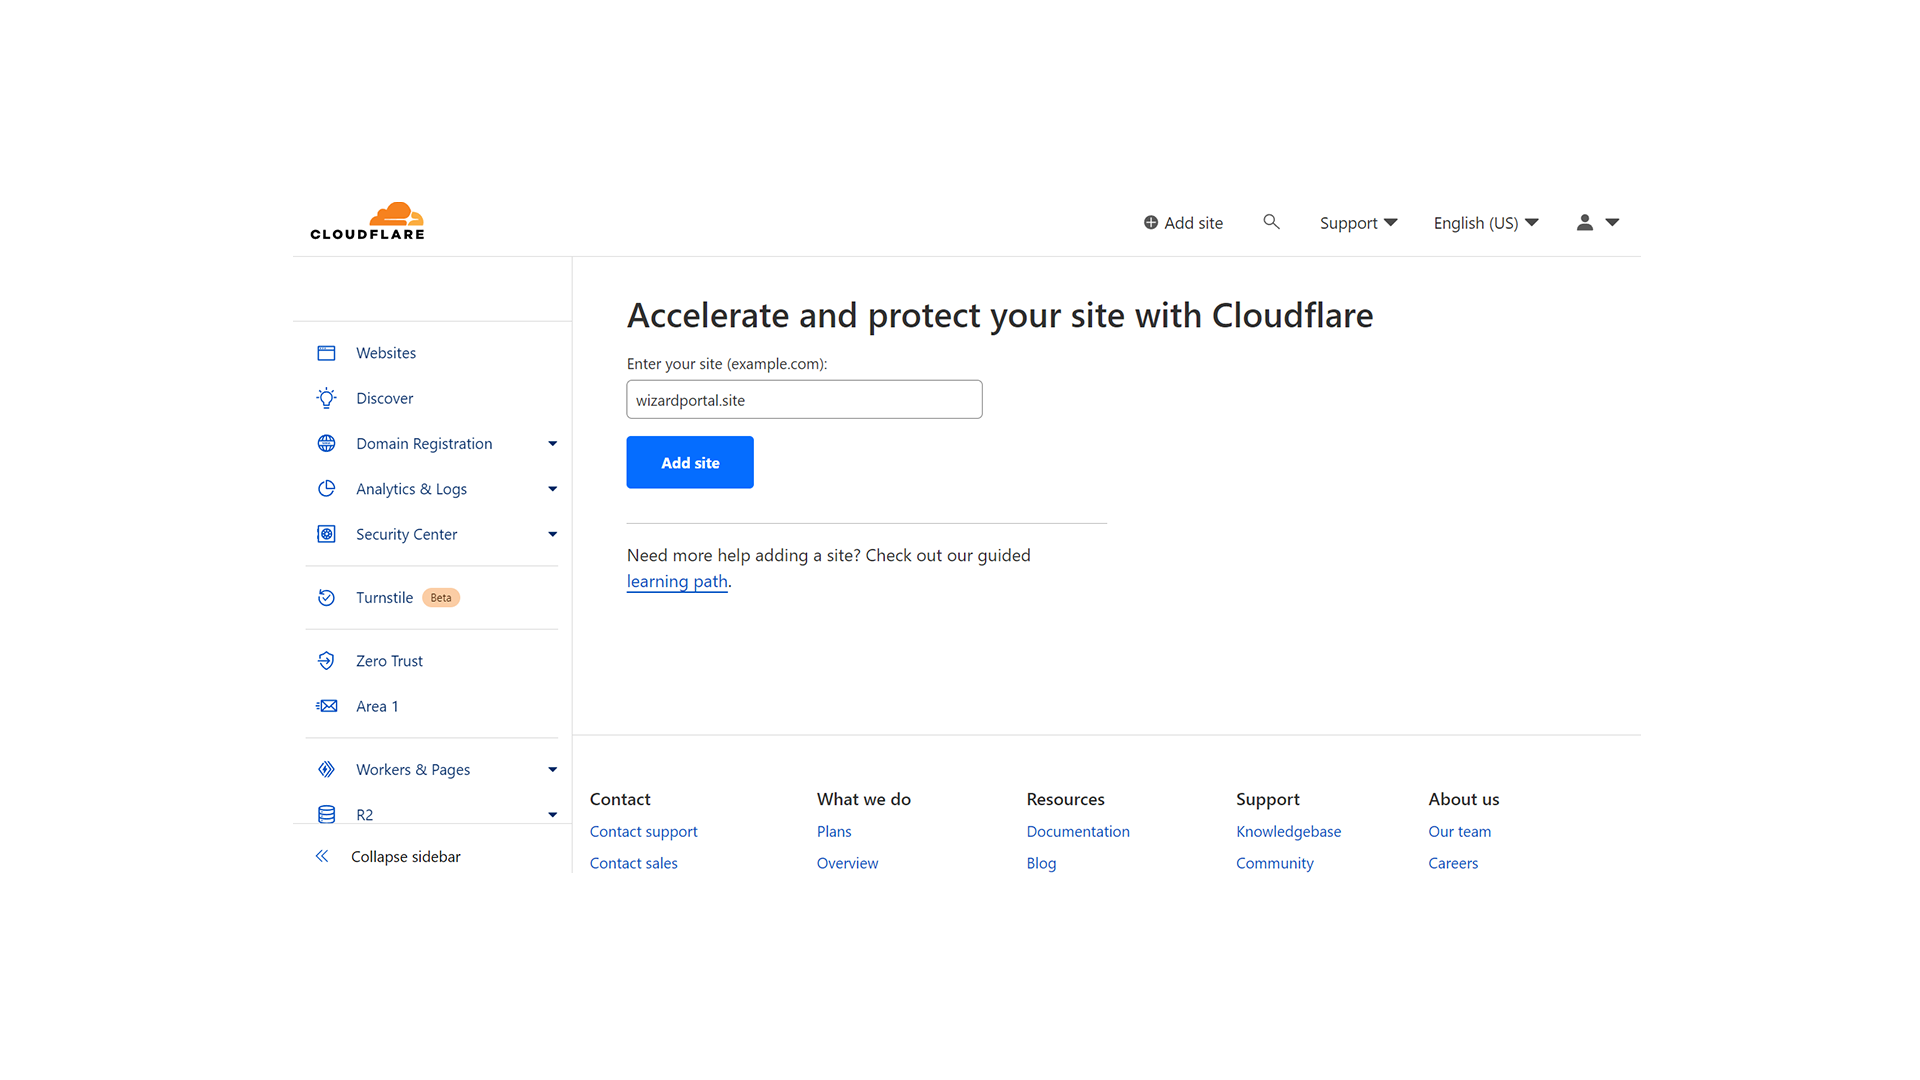 CLOUDFLARE
Add site
Support
English (US)
Websites
Discover
Domain Registration
Analytics & Logs
Security Center
Turnstile Beta
Zero Trust
Area 1
Workers & Pages
R2
Collapse sidebar
Accelerate and protect your site with Cloudflare
Enter your site (example.com):
wizardportal.site
Add site
Need more help adding a site? Check out our guided
learning path.
Contact
Contact support
Contact sales
What we do
Plans
Overview
Resources
Documentation
Blog
Support
Knowledgebase
Community
About us
Our team
Careers